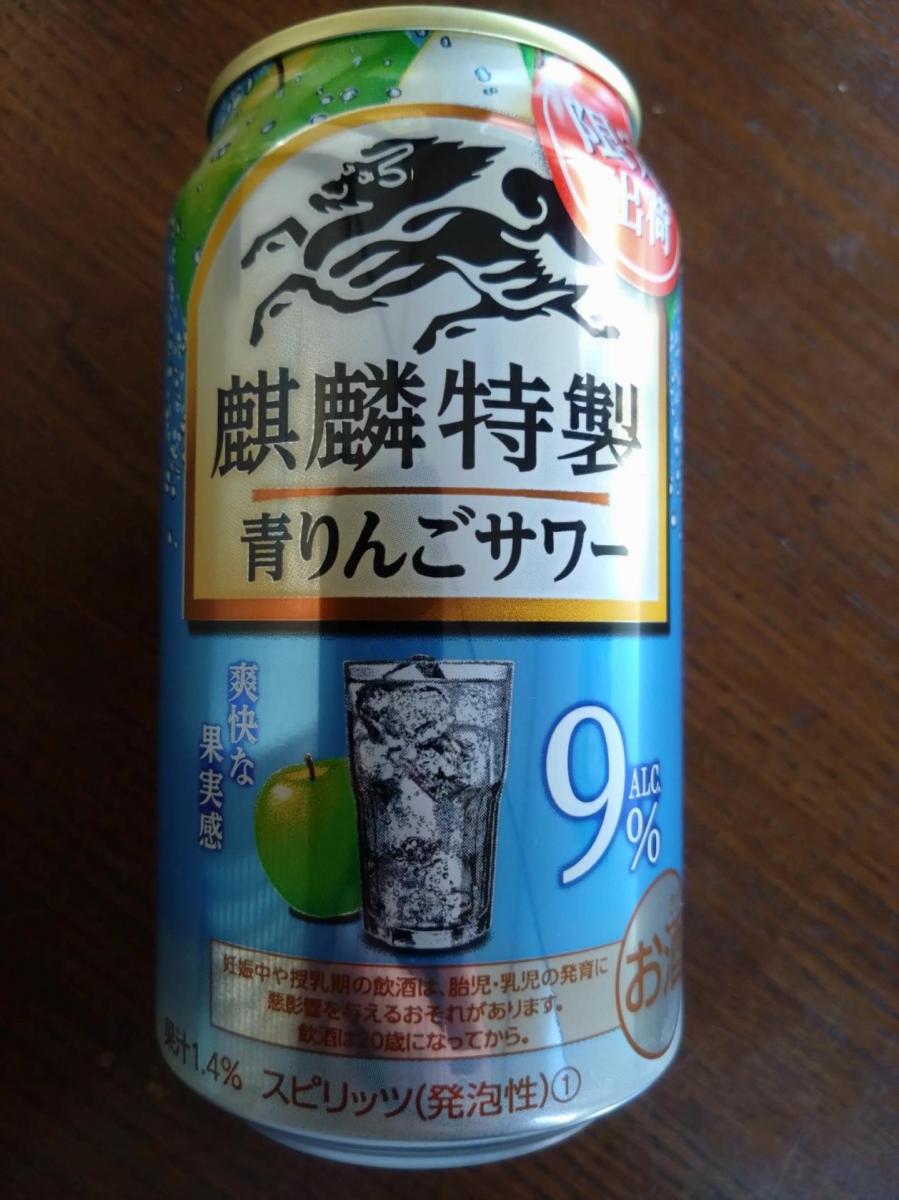 限定
出荷
麒麟特製
青りんごサワー
爽快な
果実感
9
ALC.
%
お酒
妊娠中や授乳期の飲酒は、胎児・乳児の発育に
悪影響を与えるおそれがあります。
飲酒は20歳になってから。
果汁1.4%
スピリッツ(発泡性)①